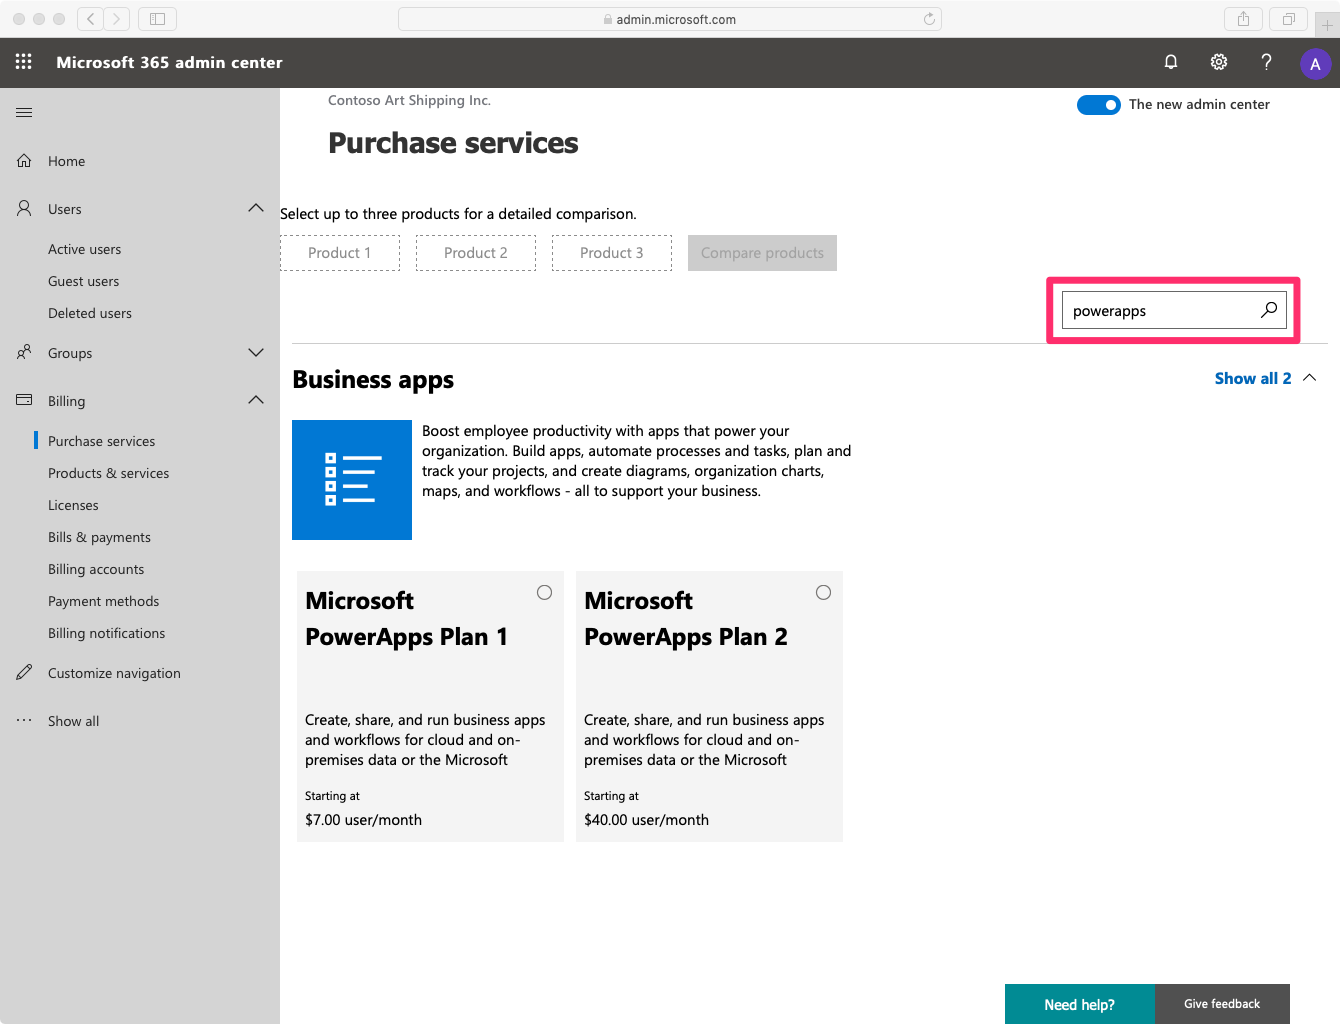 admin.microsoft.com
Microsoft 365 admin center
?
A
Contoso Art Shipping Inc.
The new admin center
Purchase services
Home
Users
Active users
Guest users
Deleted users
Groups
Billing
Purchase services
Products & services
Licenses
Bills & payments
Billing accounts
Payment methods
Billing notifications
Customize navigation
Show all
Select up to three products for a detailed comparison.
Product 1
Product 2
Product 3
Compare products
powerapps
Business apps
Show all 2
Boost employee productivity with apps that power your
organization. Build apps, automate processes and tasks, plan and
track your projects, and create diagrams, organization charts,
maps, and workflows - all to support your business.
Microsoft
PowerApps Plan 1
Create, share, and run business apps
and workflows for cloud and on-
premises data or the Microsoft
Starting at
$7.00 user/month
Microsoft
PowerApps Plan 2
Create, share, and run business apps
and workflows for cloud and on-
premises data or the Microsoft
Starting at
$40.00 user/month
Need help?
Give feedback